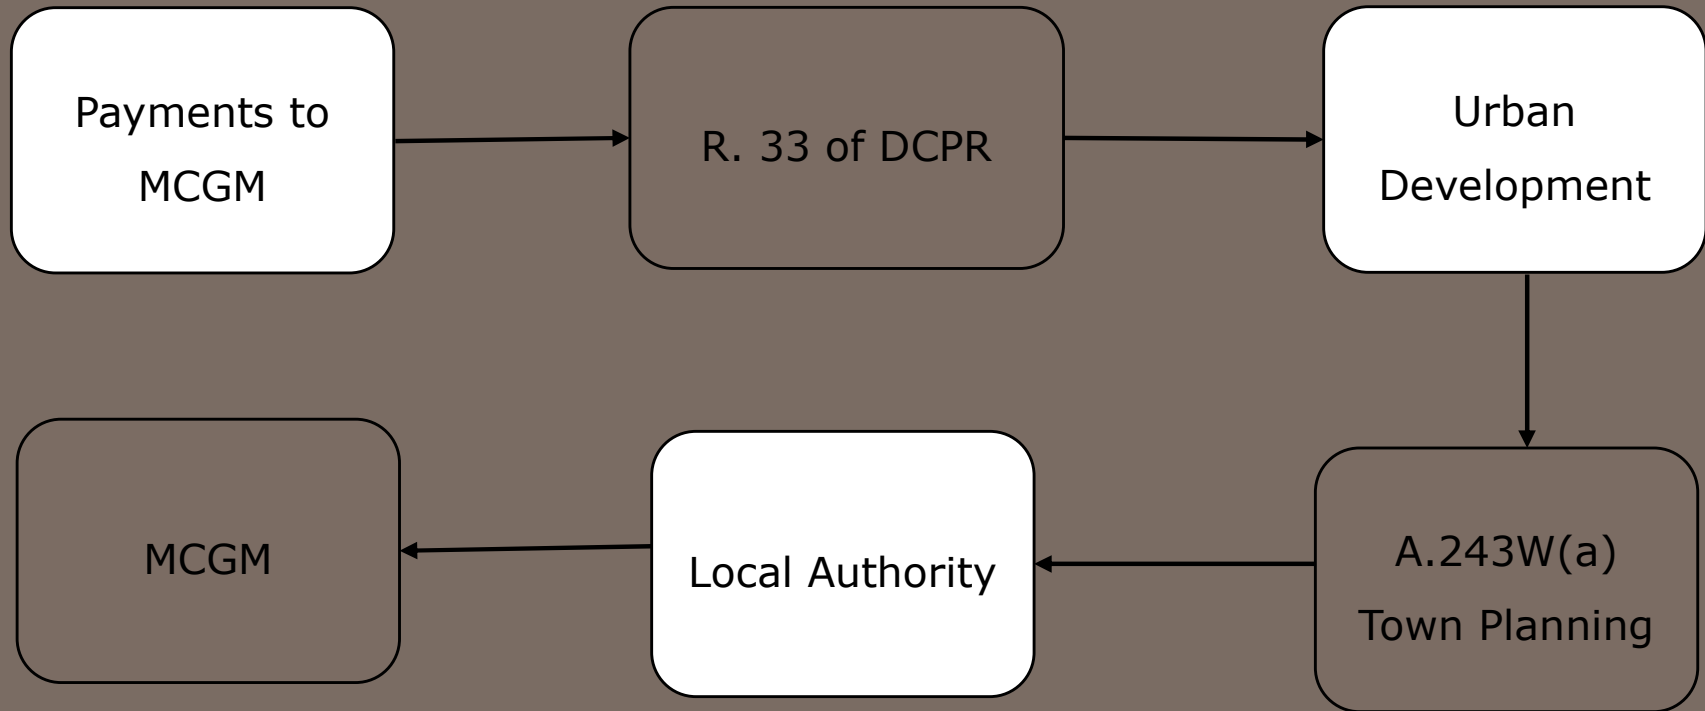 Payments to
MCGM
R. 33 of DCPR
Urban
Development
A.243W(a)
Town Planning
Local Authority
MCGM